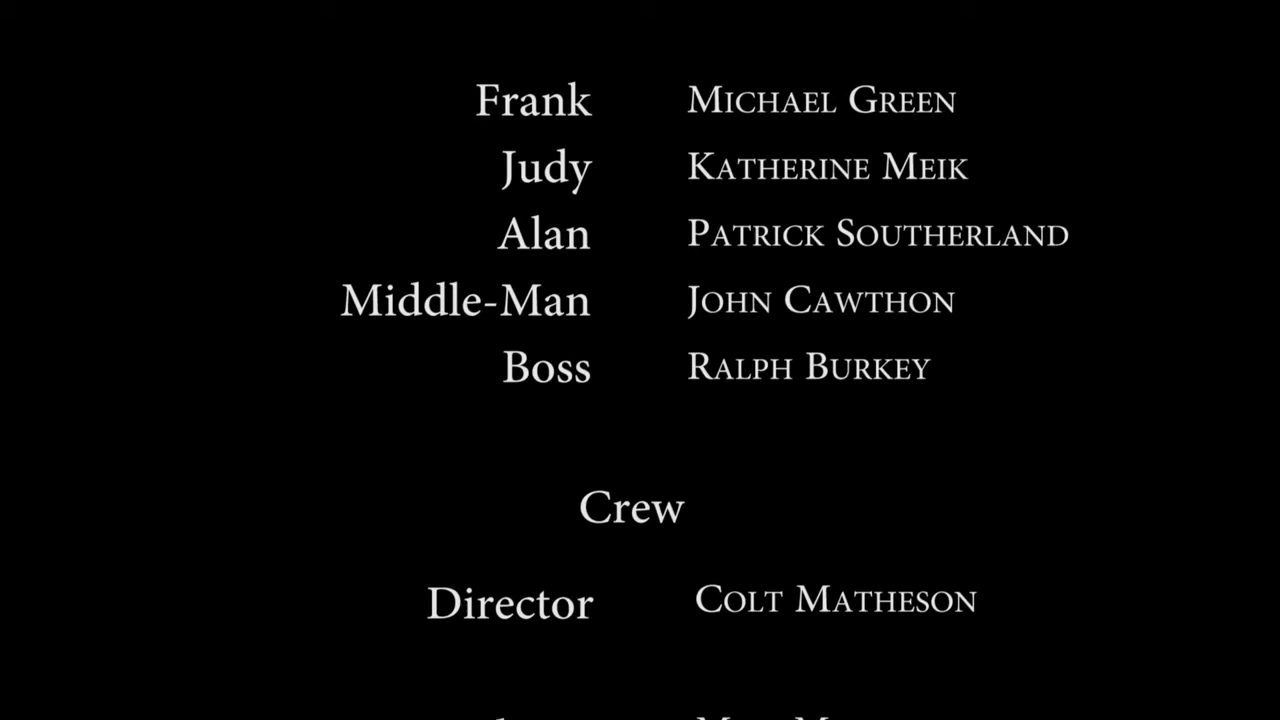 Frank MICHAEL GREEN
Judy KATHERINE MEIK
Alan PATRICK SOUTHERLAND
Middle-Man JOHN CAWTHON
Boss RALPH BURKEY
Crew
Director COLT MATHESON